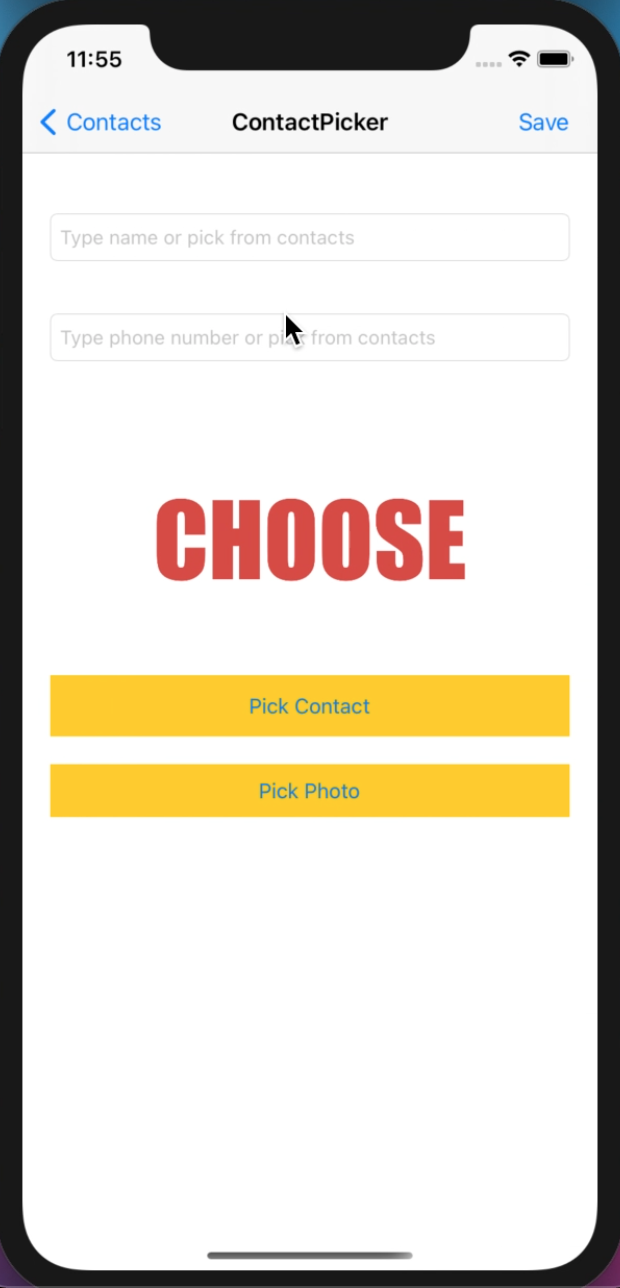 11:55
Contacts ContactPicker Save
Type name or pick from contacts
Type phone number or pick from contacts
CHOOSE
Pick Contact
Pick Photo